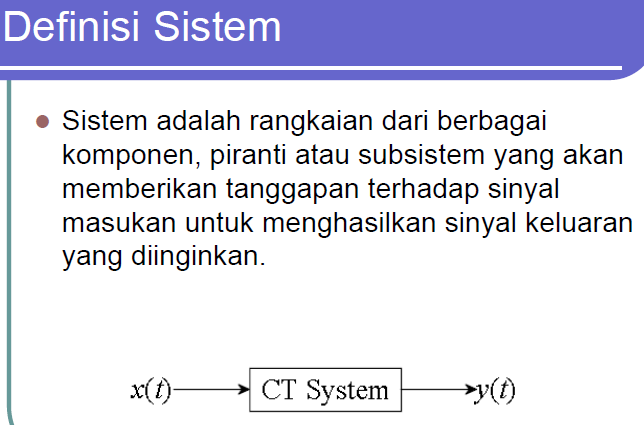 Definisi Sistem
Sistem adalah rangkaian dari berbagai
komponen, piranti atau subsistem yang akan
memberikan tanggapan terhadap sinyal
masukan untuk menghasilkan sinyal keluaran
yang diinginkan.
x(t) CT System y(t)